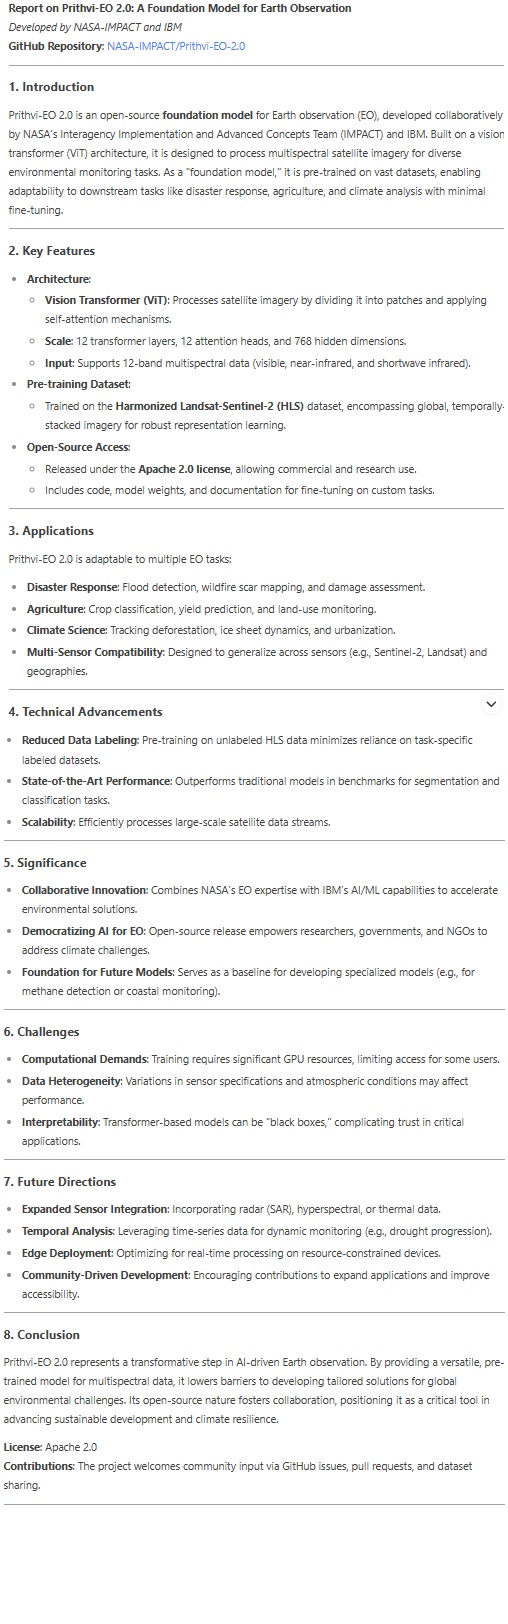 Report on Prithvi-EO 2.0: A Foundation Model for Earth Observation
Developed by NASA-IMPACT and IBM
GitHub Repository: NASA-IMPACT/Prithvi-EO-2.0
1. Introduction
Prithvi-EO 2.0 is an open-source foundation model for Earth observation (EO), developed collaboratively
by NASA's Interagency Implementation and Advanced Concepts Team (IMPACT) and IBM. Built on a vision
transformer (ViT) architecture, it is designed to process multispectral satellite imagery for diverse
environmental monitoring tasks. As a "foundation model," it is pre-trained on vast datasets, enabling
adaptability to downstream tasks like disaster response, agriculture, and climate analysis with minimal
fine-tuning.
2. Key Features
• Architecture:
○ Vision Transformer (ViT): Processes satellite imagery by dividing it into patches and applying
self-attention mechanisms.
○ Scale: 12 transformer layers, 12 attention heads, and 768 hidden dimensions.
○ Input: Supports 12-band multispectral data (visible, near-infrared, and shortwave infrared).
• Pre-training Dataset:
○ Trained on the Harmonized Landsat-Sentinel-2 (HLS) dataset, encompassing global, temporally-
stacked imagery for robust representation learning.
• Open-Source Access:
○ Released under the Apache 2.0 license, allowing commercial and research use.
○ Includes code, model weights, and documentation for fine-tuning on custom tasks.
3. Applications
Prithvi-EO 2.0 is adaptable to multiple EO tasks:
• Disaster Response: Flood detection, wildfire scar mapping, and damage assessment.
• Agriculture: Crop classification, yield prediction, and land-use monitoring.
• Climate Science: Tracking deforestation, ice sheet dynamics, and urbanization.
• Multi-Sensor Compatibility: Designed to generalize across sensors (e.g., Sentinel-2, Landsat) and
geographies.
4. Technical Advancements
• Reduced Data Labeling: Pre-training on unlabeled HLS data minimizes reliance on task-specific
labeled datasets.
• State-of-the-Art Performance: Outperforms traditional models in benchmarks for segmentation and
classification tasks.
• Scalability: Efficiently processes large-scale satellite data streams.
5. Significance
• Collaborative Innovation: Combines NASA's EO expertise with IBM's AI/ML capabilities to accelerate
environmental solutions.
• Democratizing AI for EO: Open-source release empowers researchers, governments, and NGOs to
address climate challenges.
• Foundation for Future Models: Serves as a baseline for developing specialized models (e.g., for
methane detection or coastal monitoring).
6. Challenges
• Computational Demands: Training requires significant GPU resources, limiting access for some users.
• Data Heterogeneity: Variations in sensor specifications and atmospheric conditions may affect
performance.
• Interpretability: Transformer-based models can be "black boxes," complicating trust in critical
applications.
7. Future Directions
• Expanded Sensor Integration: Incorporating radar (SAR), hyperspectral, or thermal data.
• Temporal Analysis: Leveraging time-series data for dynamic monitoring (e.g., drought progression).
• Edge Deployment: Optimizing for real-time processing on resource-constrained devices.
• Community-Driven Development: Encouraging contributions to expand applications and improve
accessibility.
8. Conclusion
Prithvi-EO 2.0 represents a transformative step in AI-driven Earth observation. By providing a versatile, pre-
trained model for multispectral data, it lowers barriers to developing tailored solutions for global
environmental challenges. Its open-source nature fosters collaboration, positioning it as a critical tool in
advancing sustainable development and climate resilience.
License: Apache 2.0
Contributions: The project welcomes community input via GitHub issues, pull requests, and dataset
sharing.